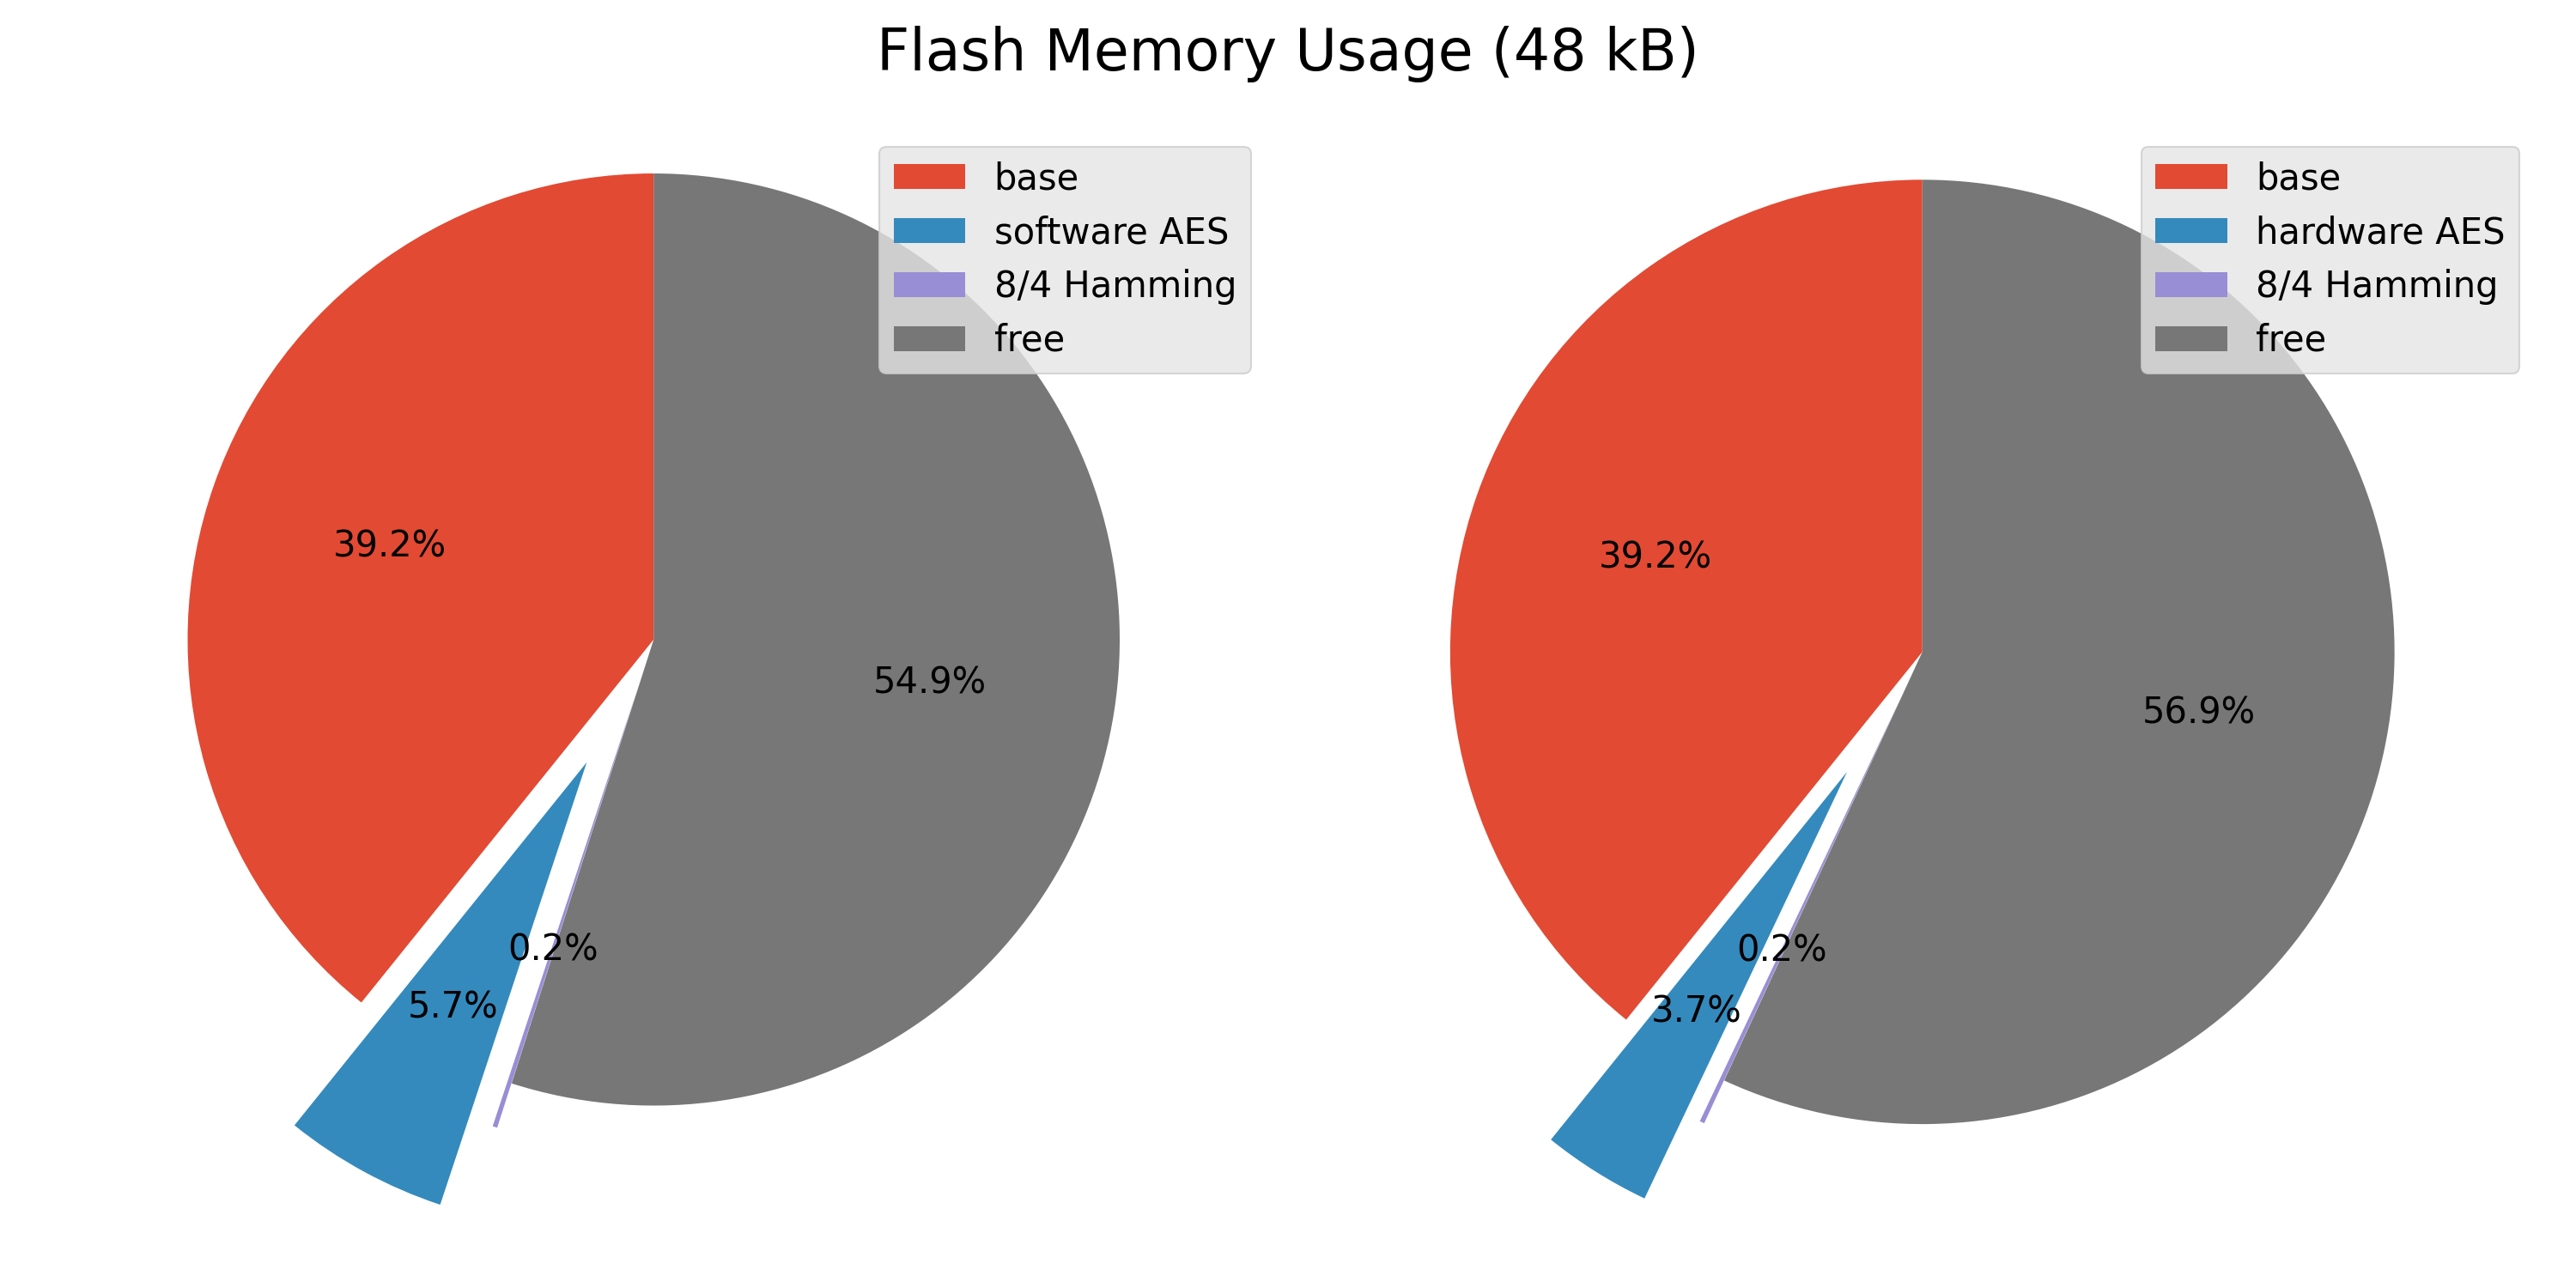 Flash Memory Usage (48 kB)
base
software AES
8/4 Hamming
free
39.2%
54.9%
0.2%
5.7%
base
hardware AES
8/4 Hamming
free
39.2%
56.9%
0.2%
3.7%